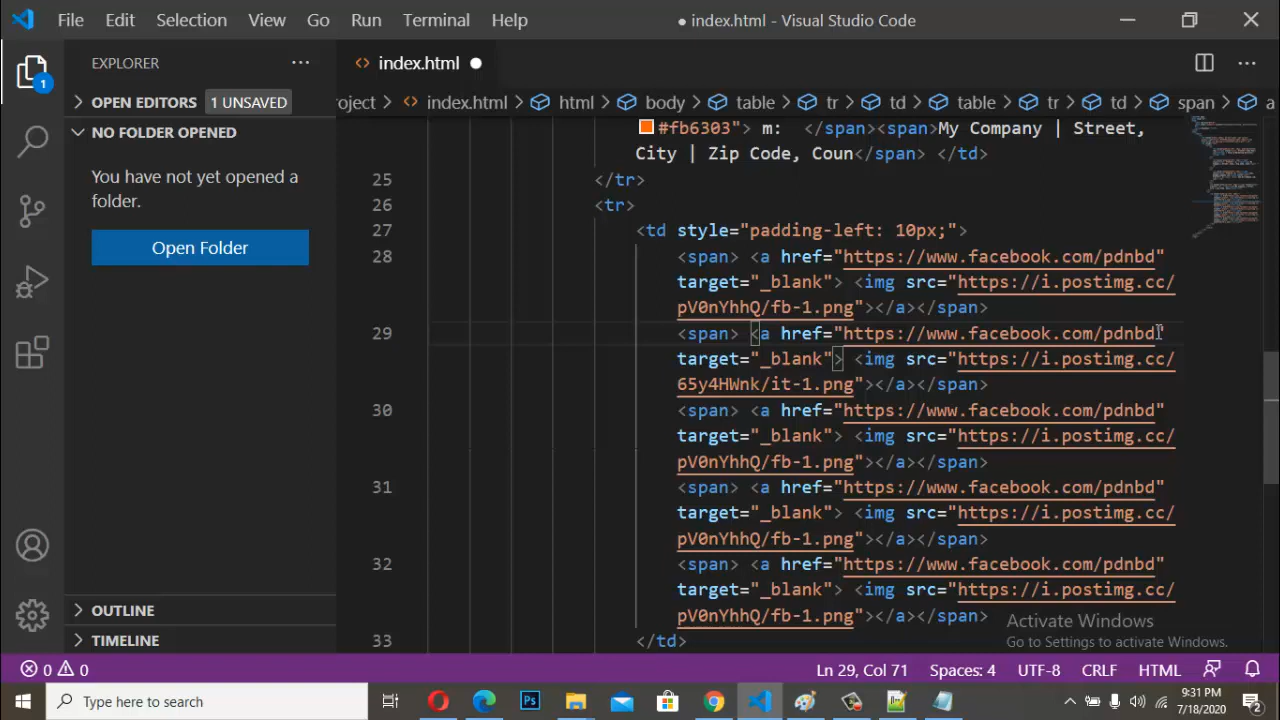 File Edit Selection View Go Run Terminal Help
● index.html - Visual Studio Code
EXPLORER
index.html
OPEN EDITORS 1 UNSAVED
oject > index.html > html > body > table > tr > td > table > tr > td > span > a
NO FOLDER OPENED
You have not yet opened a
folder.
Open Folder
OUTLINE
TIMELINE
1
#fb6303"> m: </span><span>My Company | Street,
City | Zip Code, Coun</span> </td>
25 </tr>
26 <tr>
27 <td style="padding-left: 10px;">
28 <span> <a href="https://www.facebook.com/pdnbd"
target="_blank"> <img src="https://i.postimg.cc/
pV0nYhhQ/fb-1.png"></a></span>
29 <span> <a href="https://www.facebook.com/pdnbd"
target="_blank"> <img src="https://i.postimg.cc/
65y4HWnk/it-1.png"></a></span>
30 <span> <a href="https://www.facebook.com/pdnbd"
target="_blank"> <img src="https://i.postimg.cc/
pV0nYhhQ/fb-1.png"></a></span>
31 <span> <a href="https://www.facebook.com/pdnbd"
target="_blank"> <img src="https://i.postimg.cc/
pV0nYhhQ/fb-1.png"></a></span>
32 <span> <a href="https://www.facebook.com/pdnbd"
target="_blank"> <img src="https://i.postimg.cc/
pV0nYhhQ/fb-1.png"></a></span>
33 </td>
Activate Windows
Go to Settings to activate Windows.
0 0 Ln 29, Col 71 Spaces: 4 UTF-8 CRLF HTML
Type here to search
Ps
9:31 PM
7/18/2020
2